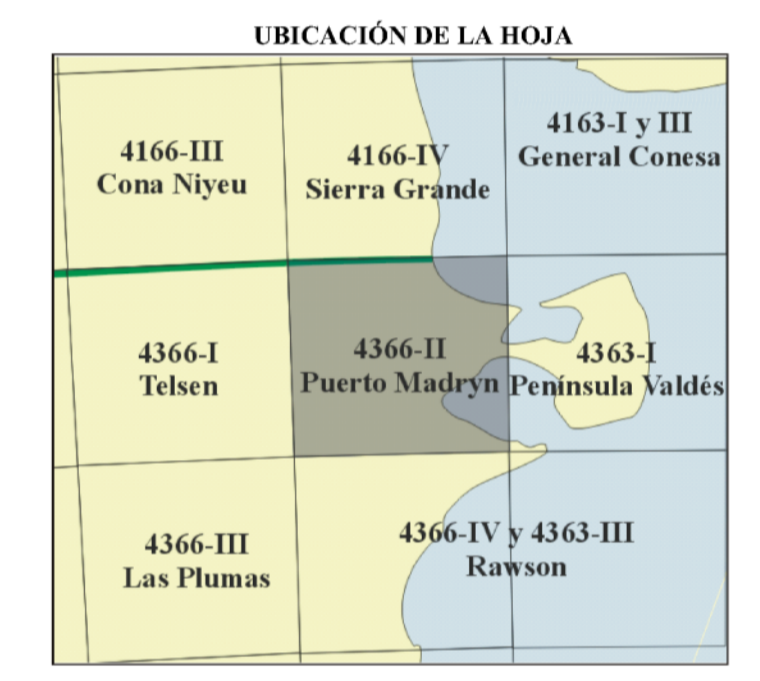 UBICACIÓN DE LA HOJA
4166-III
Cona Niyeu
4166-IV
Sierra Grande
4163-I y III
General Conesa
4366-I
Telsen
4366-II
Puerto Madryn
4363-I
Península Valdés
4366-III
Las Plumas
4366-IV y 4363-III
Rawson